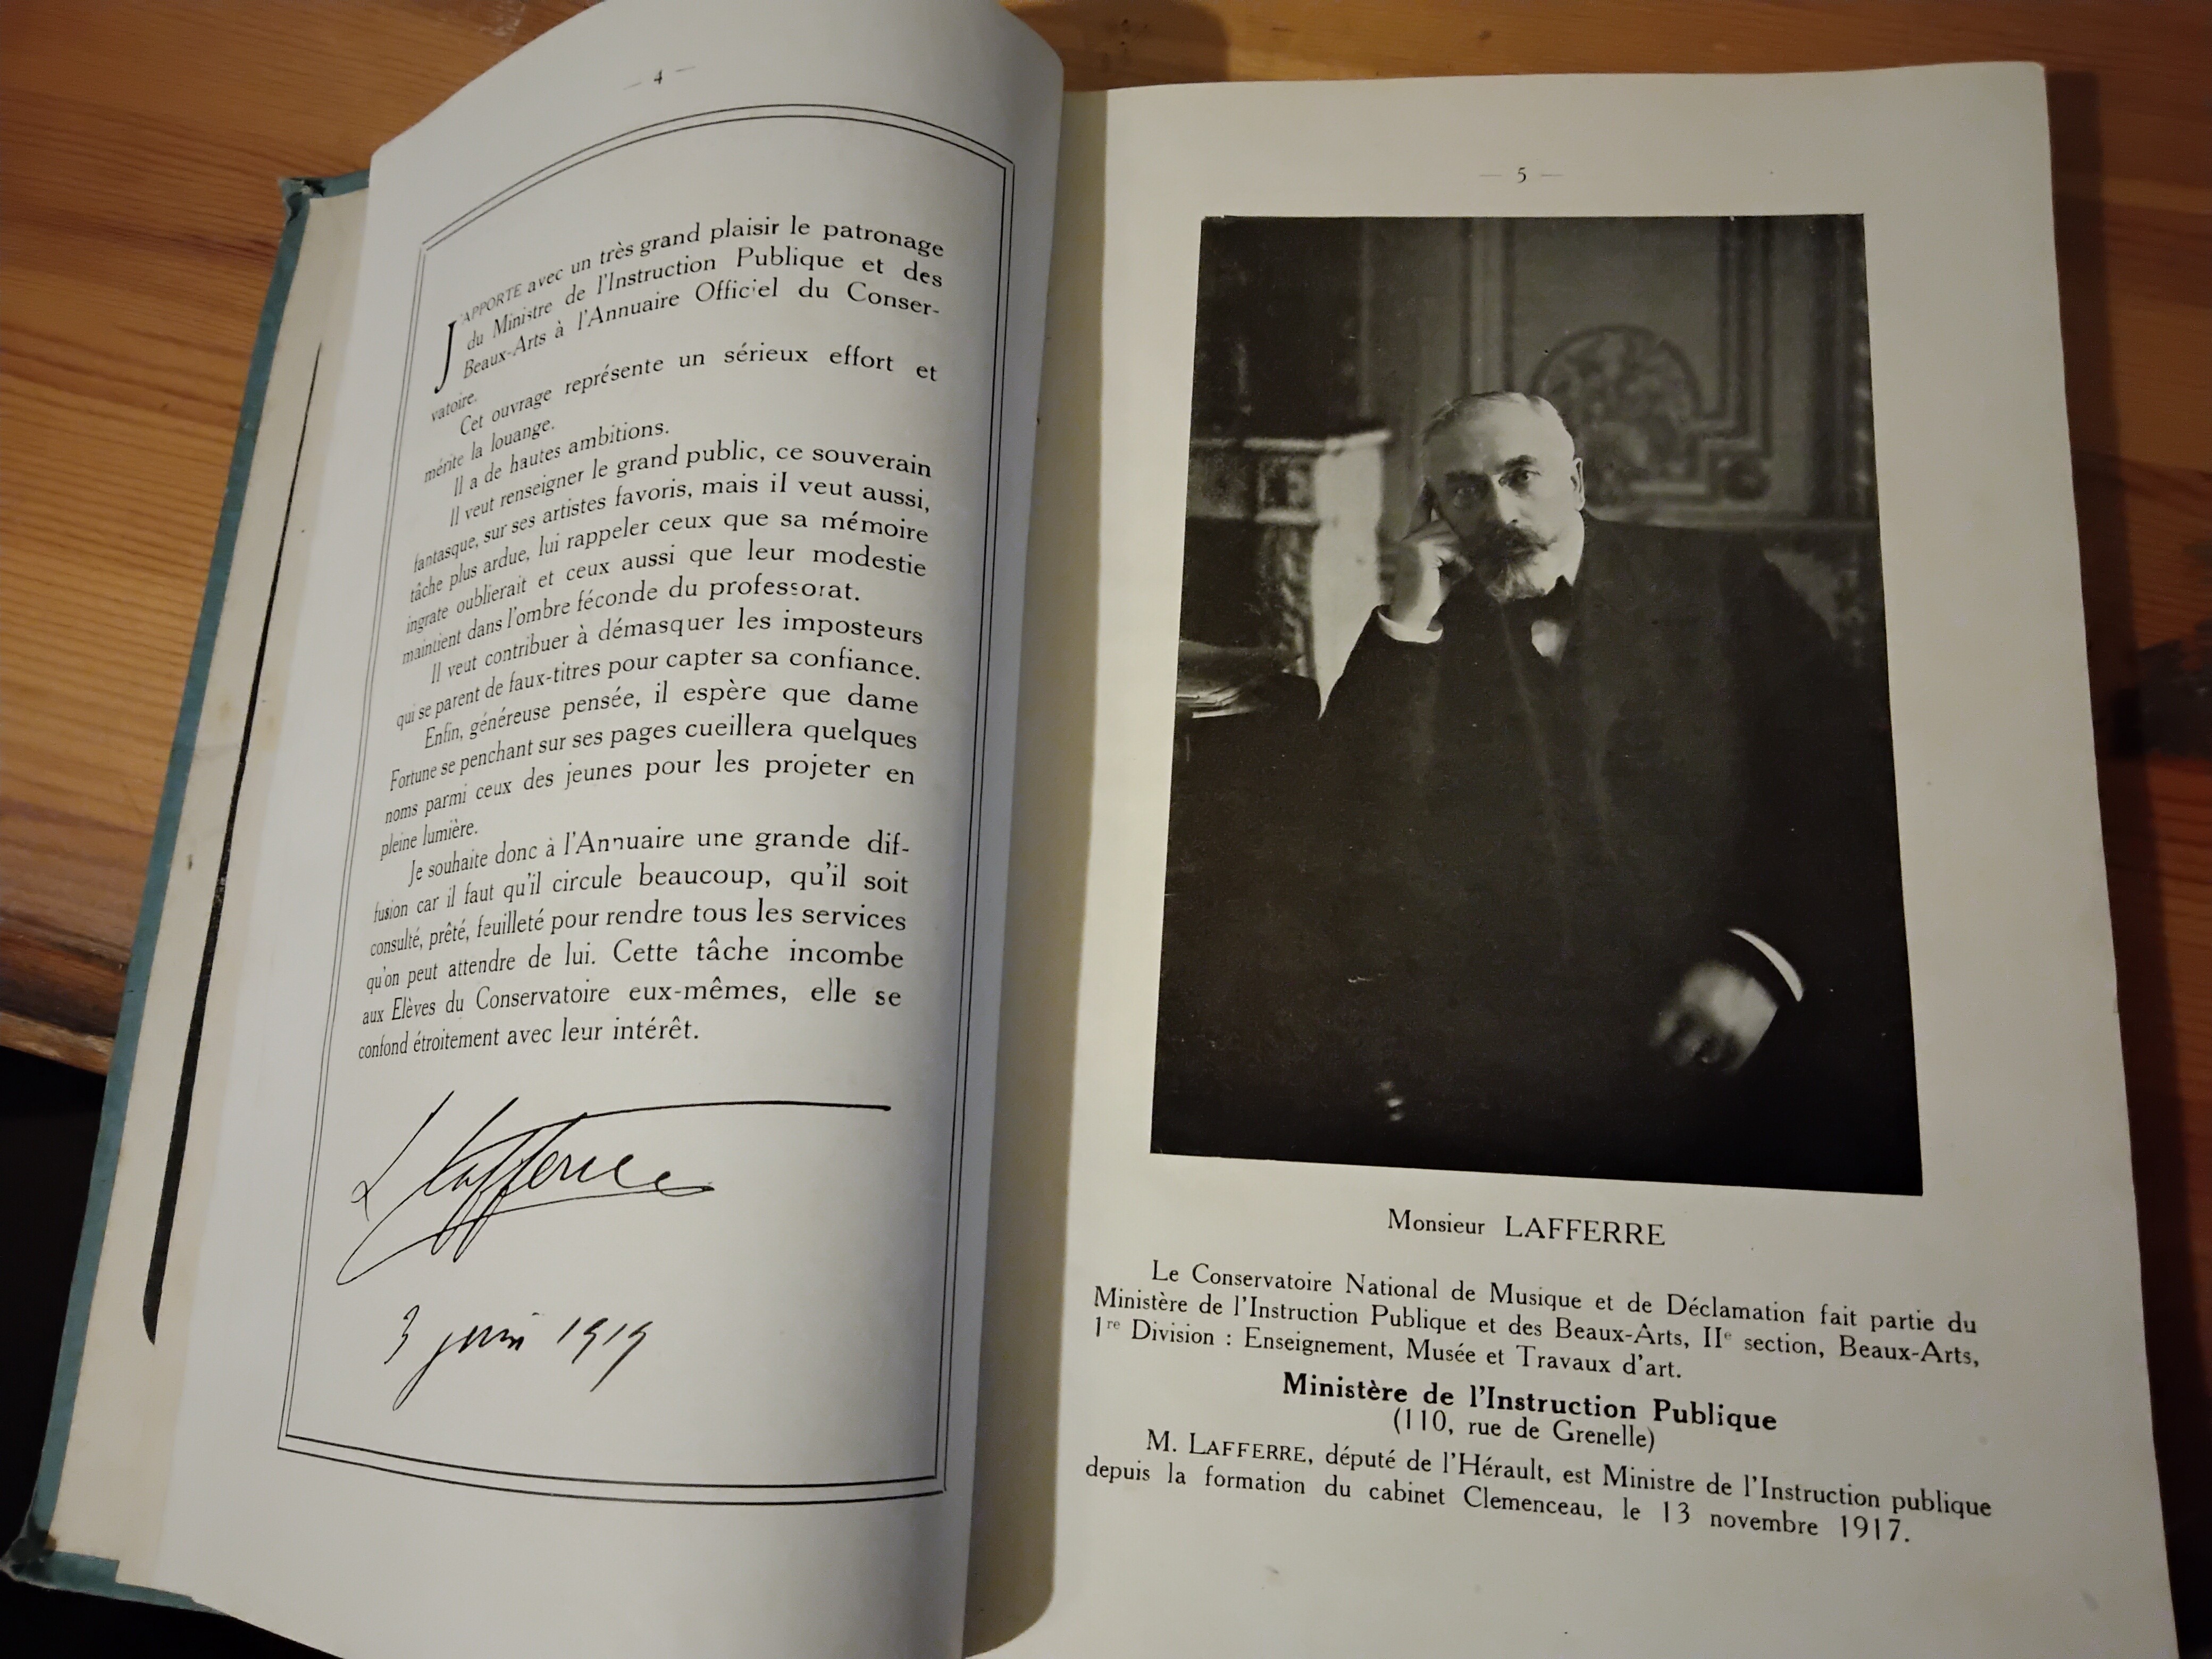 — 4 —
J'APPORTE avec un très grand plaisir le patronage
du Ministre de l'Instruction Publique et des
Beaux-Arts à l'Annuaire Officiel du Conser-
vatoire.
Cet ouvrage représente un sérieux effort et
mérite la louange.
Il a de hautes ambitions.
Il veut renseigner le grand public, ce souverain
fantasque, sur ses artistes favoris, mais il veut aussi,
tâche plus ardue, lui rappeler ceux que sa mémoire
ingrate oublierait et ceux aussi que leur modestie
maintient dans l'ombre féconde du professorat.
Il veut contribuer à démasquer les imposteurs
qui se parent de faux-titres pour capter sa confiance.
Enfin, généreuse pensée, il espère que dame
Fortune se penchant sur ses pages cueillera quelques
noms parmi ceux des jeunes pour les projeter en
pleine lumière.
Je souhaite donc à l'Annuaire une grande dif-
fusion car il faut qu'il circule beaucoup, qu'il soit
consulté, prêté, feuilleté pour rendre tous les services
qu'on peut attendre de lui. Cette tâche incombe
aux Elèves du Conservatoire eux-mêmes, elle se
confond étroitement avec leur intérêt.
L Lafferre
3 juin 1919
— 5 —
Monsieur LAFFERRE
Le Conservatoire National de Musique et de Déclamation fait partie du
Ministère de l'Instruction Publique et des Beaux-Arts, IIe section, Beaux-Arts,
1re Division : Enseignement, Musée et Travaux d'art.
Ministère de l'Instruction Publique
(110, rue de Grenelle)
M. LAFFERRE, député de l'Hérault, est Ministre de l'Instruction publique
depuis la formation du cabinet Clemenceau, le 13 novembre 1917.